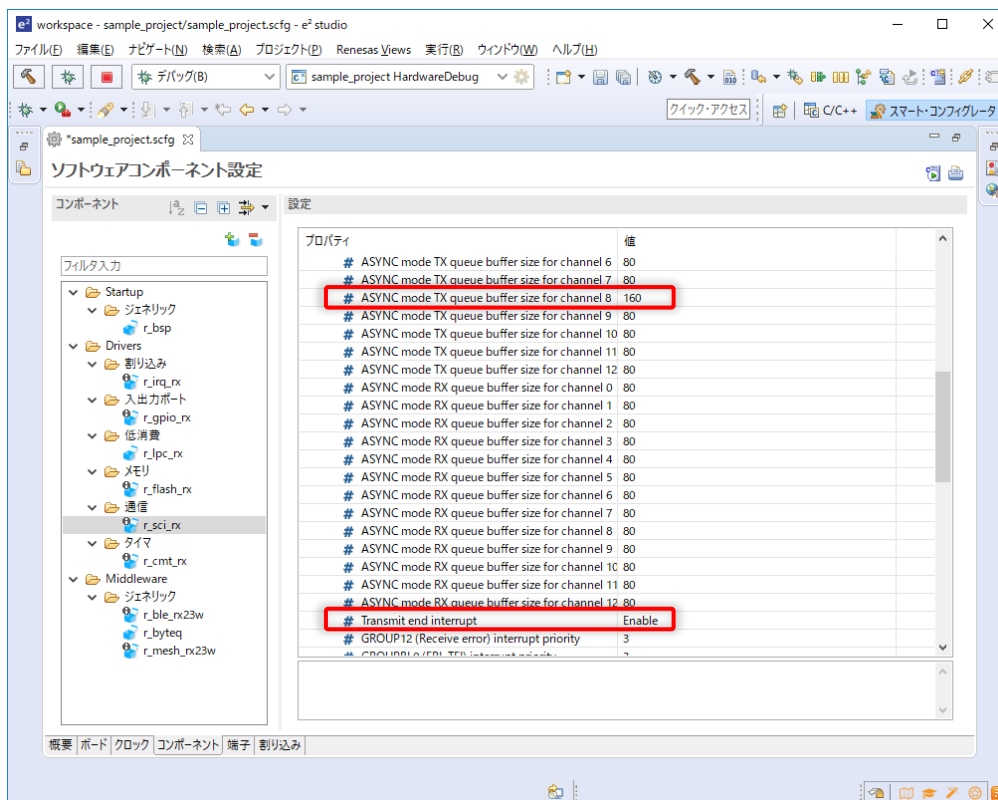 workspace - sample_project/sample_project.scfg - e² studio
ファイル(F) 編集(E) ナビゲート(N) 検索(A) プロジェクト(P) Renesas Views 実行(R) ウィンドウ(W) ヘルプ(H)
デバッグ(B) sample_project HardwareDebug
クイック・アクセス C/C++ スマート・コンフィグレータ
*sample_project.scfg
ソフトウェアコンポーネント設定
コンポーネント
設定
フィルタ入力
Startup
ジェネリック
r_bsp
Drivers
割り込み
r_irq_rx
入出力ポート
r_gpio_rx
低消費
r_lpc_rx
メモリ
r_flash_rx
通信
r_sci_rx
タイマ
r_cmt_rx
Middleware
ジェネリック
r_ble_rx23w
r_byteq
r_mesh_rx23w
プロパティ 値
# ASYNC mode TX queue buffer size for channel 6 80
# ASYNC mode TX queue buffer size for channel 7 80
# ASYNC mode TX queue buffer size for channel 8 160
# ASYNC mode TX queue buffer size for channel 9 80
# ASYNC mode TX queue buffer size for channel 10 80
# ASYNC mode TX queue buffer size for channel 11 80
# ASYNC mode TX queue buffer size for channel 12 80
# ASYNC mode RX queue buffer size for channel 0 80
# ASYNC mode RX queue buffer size for channel 1 80
# ASYNC mode RX queue buffer size for channel 2 80
# ASYNC mode RX queue buffer size for channel 3 80
# ASYNC mode RX queue buffer size for channel 4 80
# ASYNC mode RX queue buffer size for channel 5 80
# ASYNC mode RX queue buffer size for channel 6 80
# ASYNC mode RX queue buffer size for channel 7 80
# ASYNC mode RX queue buffer size for channel 8 80
# ASYNC mode RX queue buffer size for channel 9 80
# ASYNC mode RX queue buffer size for channel 10 80
# ASYNC mode RX queue buffer size for channel 11 80
# ASYNC mode RX queue buffer size for channel 12 80
# Transmit end interrupt Enable
# GROUP12 (Receive error) interrupt priority 3
概要 ボード クロック コンポーネント 端子 割り込み